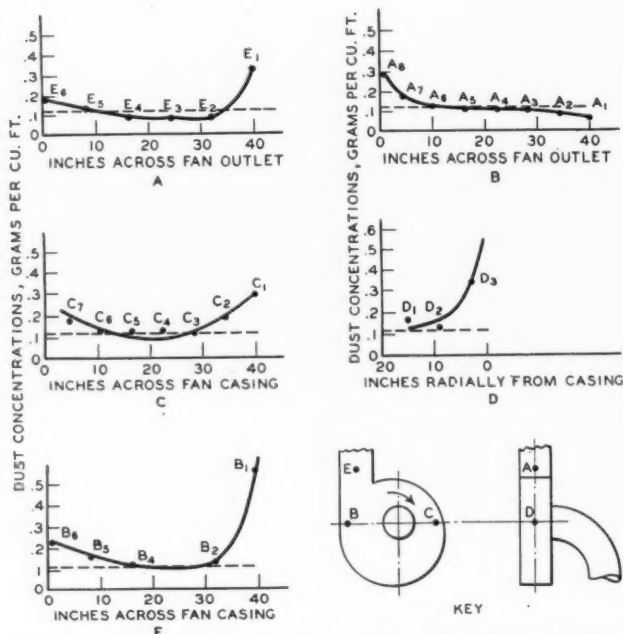 DUST CONCENTRATIONS, GRAMS PER CU. FT.
.5
.4
.3
.2
.1
0
E6
E5
E4
E3
E2
E1
0 10 20 30 40
INCHES ACROSS FAN OUTLET
A
DUST CONCENTRATIONS, GRAMS PER CU. FT.
.5
.4
.3
.2
.1
0
A8
A7
A6
A5
A4
A3
A2
A1
0 10 20 30 40
INCHES ACROSS FAN OUTLET
B
.5
.4
.3
.2
.1
C7
C6
C5
C4
C3
C2
C1
0 10 20 30 40
INCHES ACROSS FAN CASING
C
.6
.5
.4
.3
.2
.1
D1
D2
D3
20 10 0
INCHES RADIALLY FROM CASING
D
.5
.4
.3
.2
.1
B6
B5
B4
B2
B1
0 10 20 30 40
INCHES ACROSS FAN CASING
E
B
C
A
D
KEY